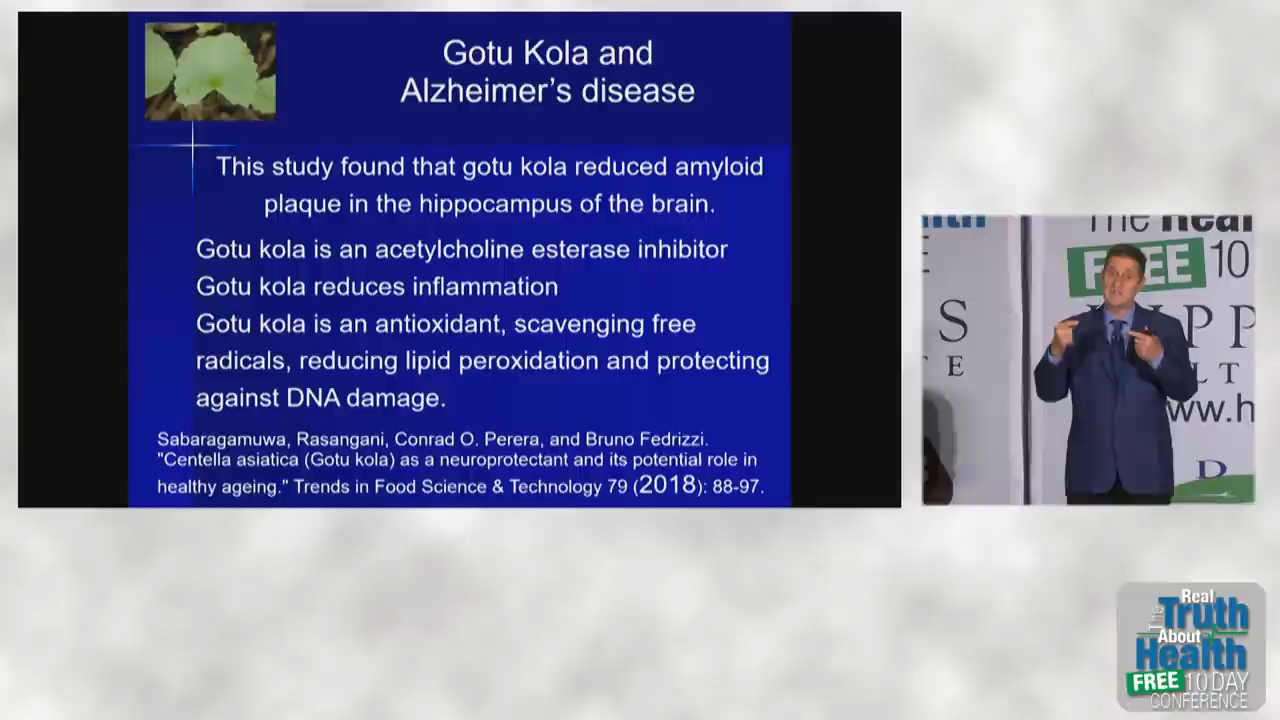 Gotu Kola and
Alzheimer's disease
This study found that gotu kola reduced amyloid
plaque in the hippocampus of the brain.
Gotu kola is an acetylcholine esterase inhibitor
Gotu kola reduces inflammation
Gotu kola is an antioxidant, scavenging free
radicals, reducing lipid peroxidation and protecting
against DNA damage.
Sabaragamuwa, Rasangani, Conrad O. Perera, and Bruno Fedrizzi.
"Centella asiatica (Gotu kola) as a neuroprotectant and its potential role in
healthy ageing." Trends in Food Science & Technology 79 (2018): 88-97.
The Real
FREE 10
S
E
PP
LT
www.h
D
The Real
Truth
About
Health
FREE 10 DAY
CONFERENCE